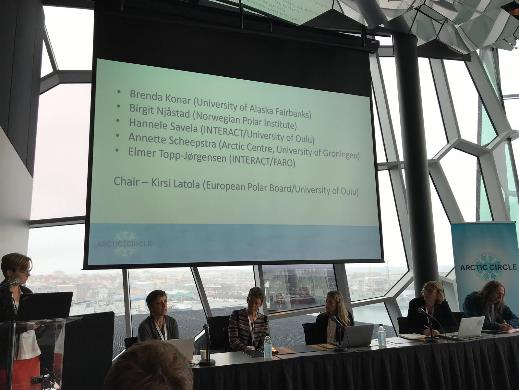 • Brenda Konar (University of Alaska Fairbanks)
• Birgit Njåstad (Norwegian Polar Institute)
• Hannele Savela (INTERACT/University of Oulu)
• Annette Scheepstra (Arctic Centre, University of Groningen)
• Elmer Topp-Jørgensen (INTERACT/FARO)
Chair – Kirsi Latola (European Polar Board/University of Oulu)
ARCTIC CIRCLE
ARCTIC CIRCLE